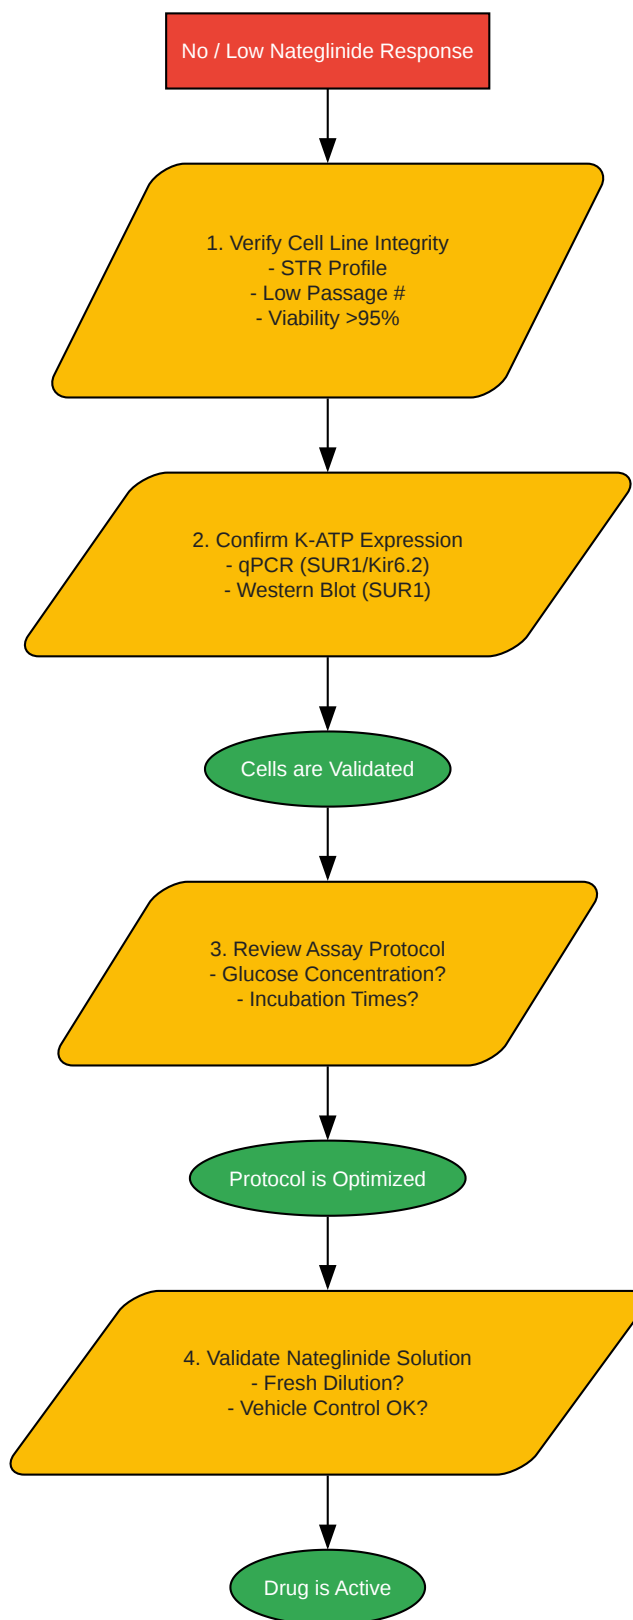 No / Low Nateglinide Response
1. Verify Cell Line Integrity
- STR Profile
- Low Passage #
- Viability >95%
2. Confirm K-ATP Expression
- qPCR (SUR1/Kir6.2)
- Western Blot (SUR1)
Cells are Validated
3. Review Assay Protocol
- Glucose Concentration?
- Incubation Times?
Protocol is Optimized
4. Validate Nateglinide Solution
- Fresh Dilution?
- Vehicle Control OK?
Drug is Active